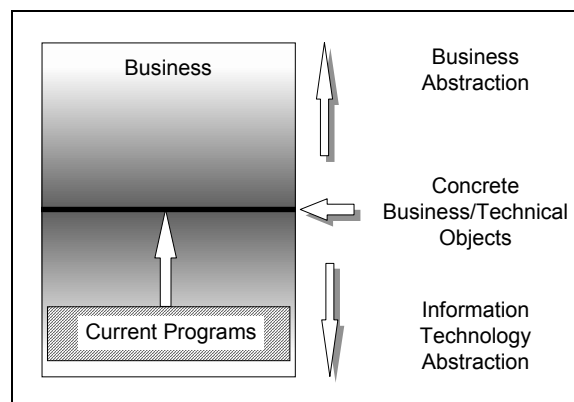 Business
Business
Abstraction
Concrete
Business/Technical
Objects
Current Programs
Information
Technology
Abstraction